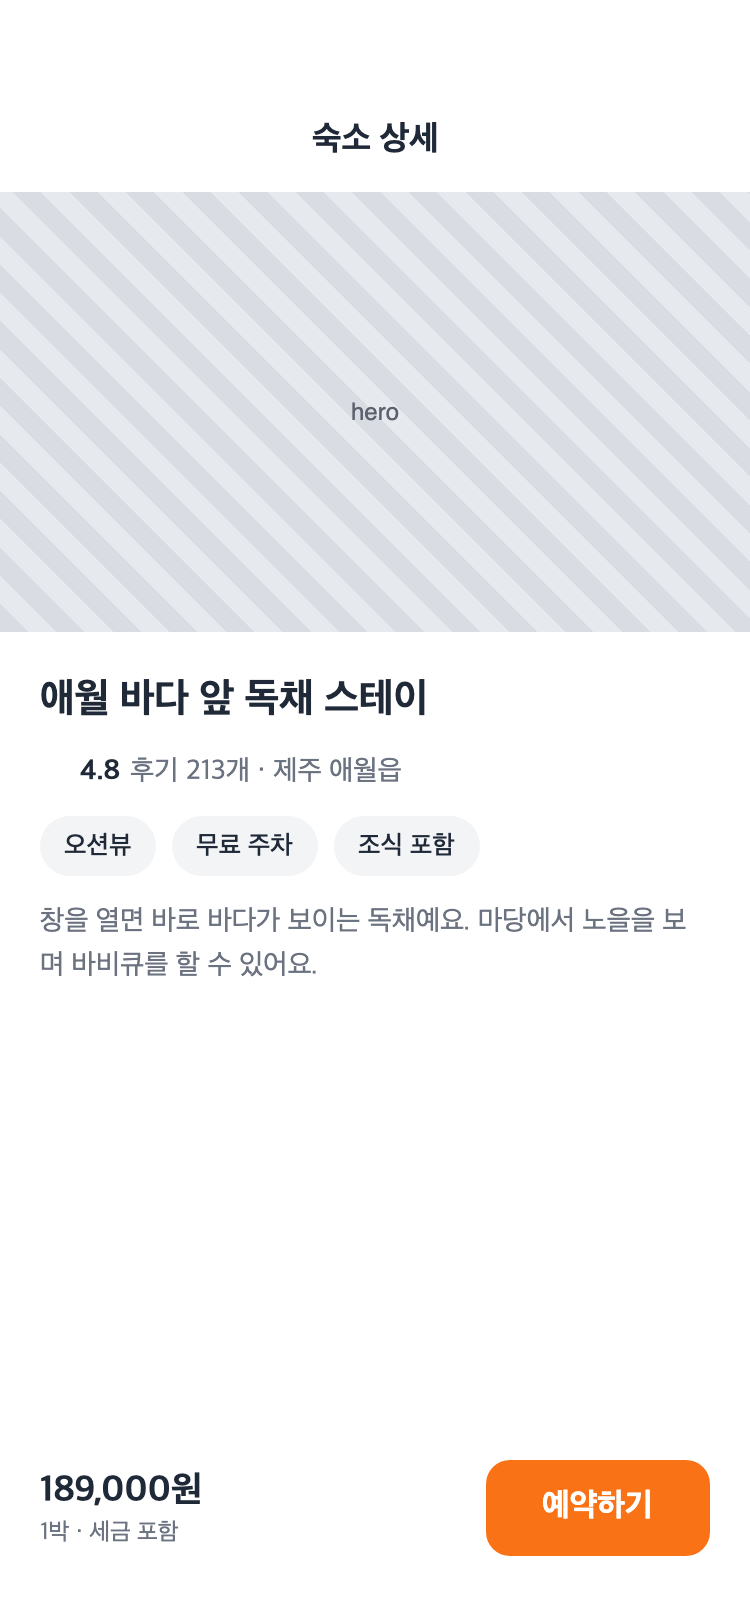 숙소 상세
hero
애월 바다 앞 독채 스테이
4.8 후기 213개 · 제주 애월읍
오션뷰 무료 주차 조식 포함
창을 열면 바로 바다가 보이는 독채예요. 마당에서 노을을 보
며 바비큐를 할 수 있어요.
189,000원
1박 · 세금 포함
예약하기